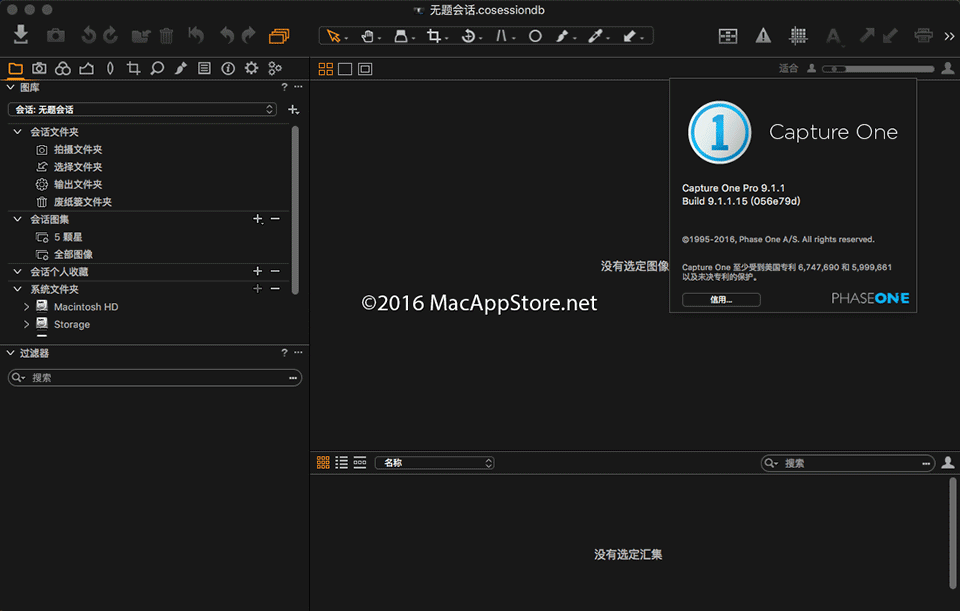 无题会话.cosessiondb
适合
图库
? ···
会话: 无题会话
会话文件夹
拍摄文件夹
选择文件夹
输出文件夹
废纸篓文件夹
会话图集
5 颗星
全部图像
会话个人收藏
系统文件夹
Macintosh HD
Storage
过滤器
? ···
搜索
没有选定图像
©2016 MacAppStore.net
1
Capture One
Capture One Pro 9.1.1
Build 9.1.1.15 (056e79d)
©1995-2016, Phase One A/S. All rights reserved.
Capture One 至少受到美国专利 6,747,690 和 5,999,661
以及未决专利的保护。
信用...
PHASEONE
名称
搜索
没有选定汇集